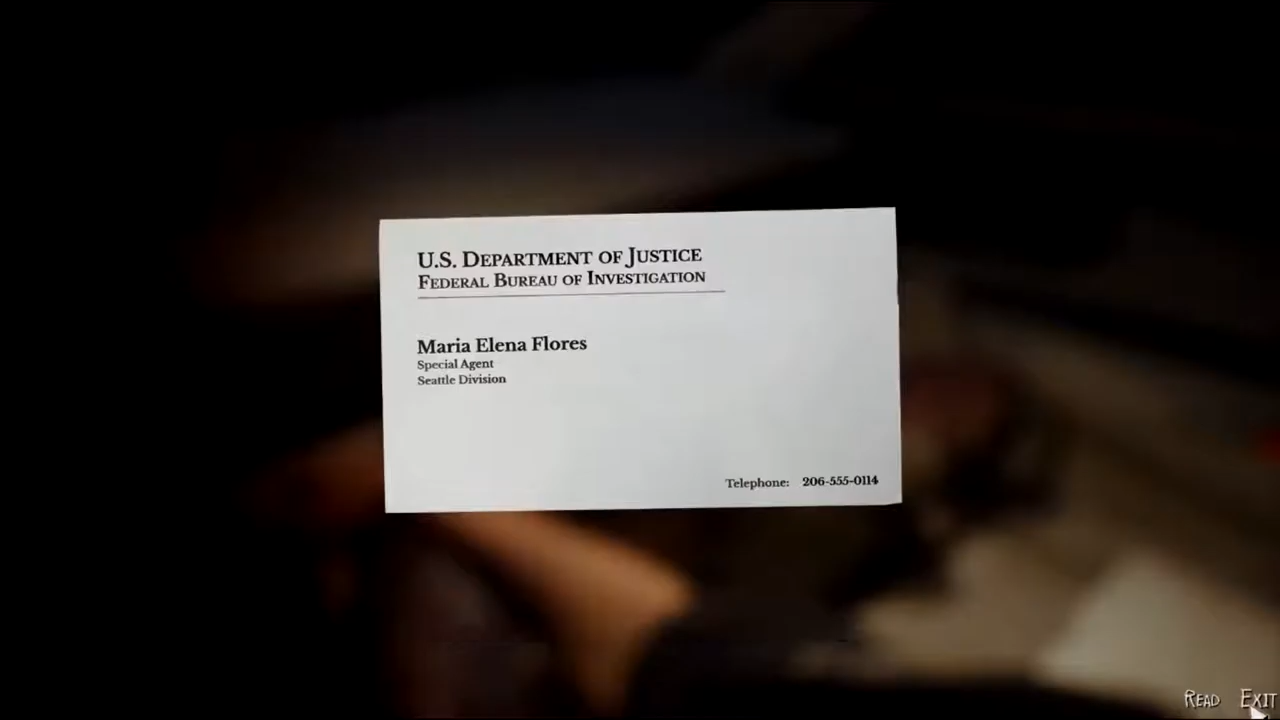 U.S. DEPARTMENT OF JUSTICE
FEDERAL BUREAU OF INVESTIGATION
Maria Elena Flores
Special Agent
Seattle Division
Telephone: 206-555-0114
READ EXIT